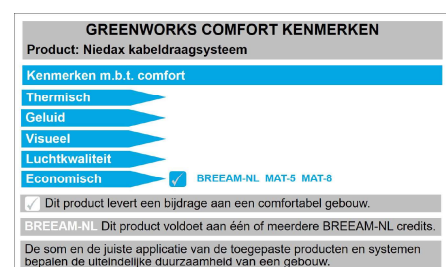 GREENWORKS COMFORT KENMERKEN
Product: Niedax kabeldraagsysteem
Kenmerken m.b.t. comfort
Thermisch
Geluid
Visueel
Luchtkwaliteit
Economisch BREEAM-NL MAT-5 MAT-8
Dit product levert een bijdrage aan een comfortabel gebouw.
BREEAM-NL Dit product voldoet aan één of meerdere BREEAM-NL credits.
De som en de juiste applicatie van de toegepaste producten en systemen
bepalen de uiteindelijke duurzaamheid van een gebouw.